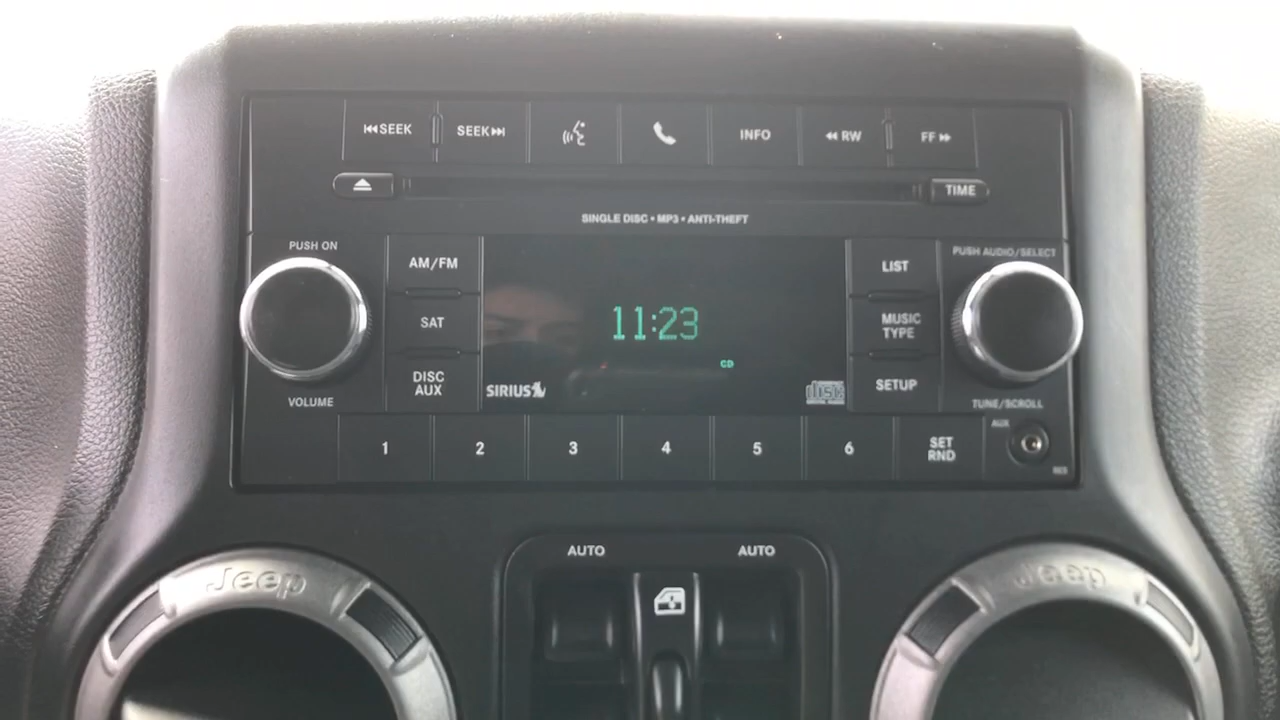 SEEK
SEEK
INFO
RW
FF
TIME
SINGLE DISC • MP3 • ANTI-THEFT
PUSH ON
AM/FM
LIST
PUSH AUDIO/SELECT
SAT
11:23
MUSIC
TYPE
CD
DISC
AUX
SIRIUS
disc
SETUP
VOLUME
TUNE/SCROLL
1
2
3
4
5
6
SET
RND
AUX
RES
Jeep
AUTO
AUTO
Jeep